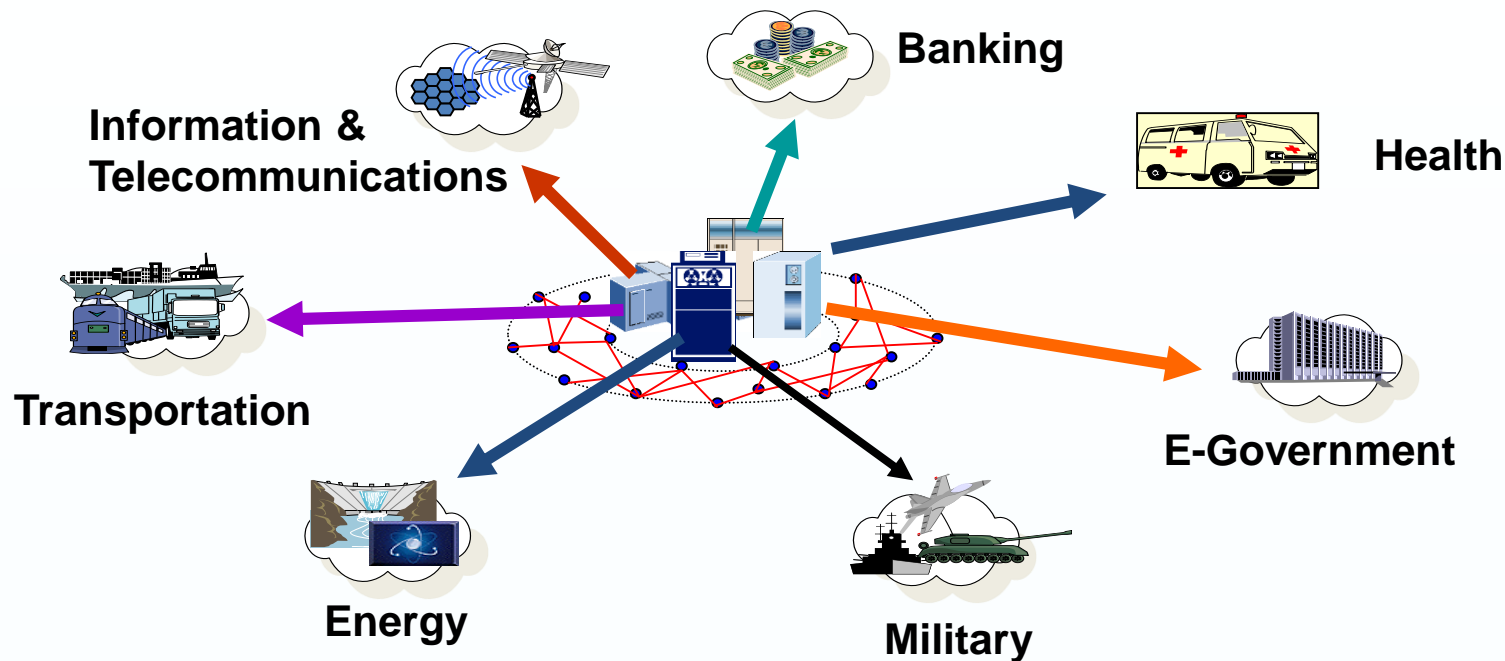 Banking
Information &
Telecommunications
Health
Transportation
E-Government
Energy
Military